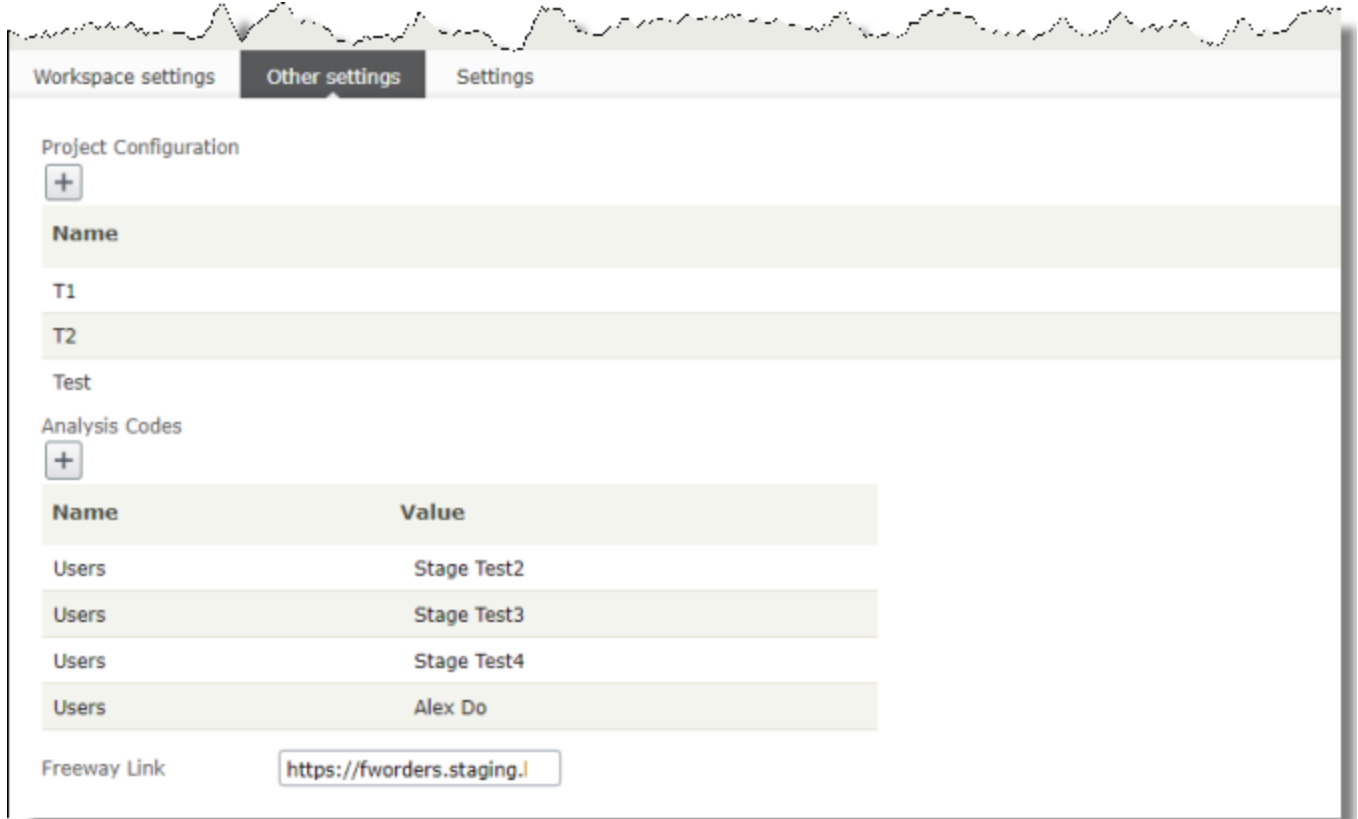 Workspace settings Other settings Settings
Project Configuration
+
Name
T1
T2
Test
Analysis Codes
+
Name Value
Users Stage Test2
Users Stage Test3
Users Stage Test4
Users Alex Do
Freeway Link https://fworders.staging.